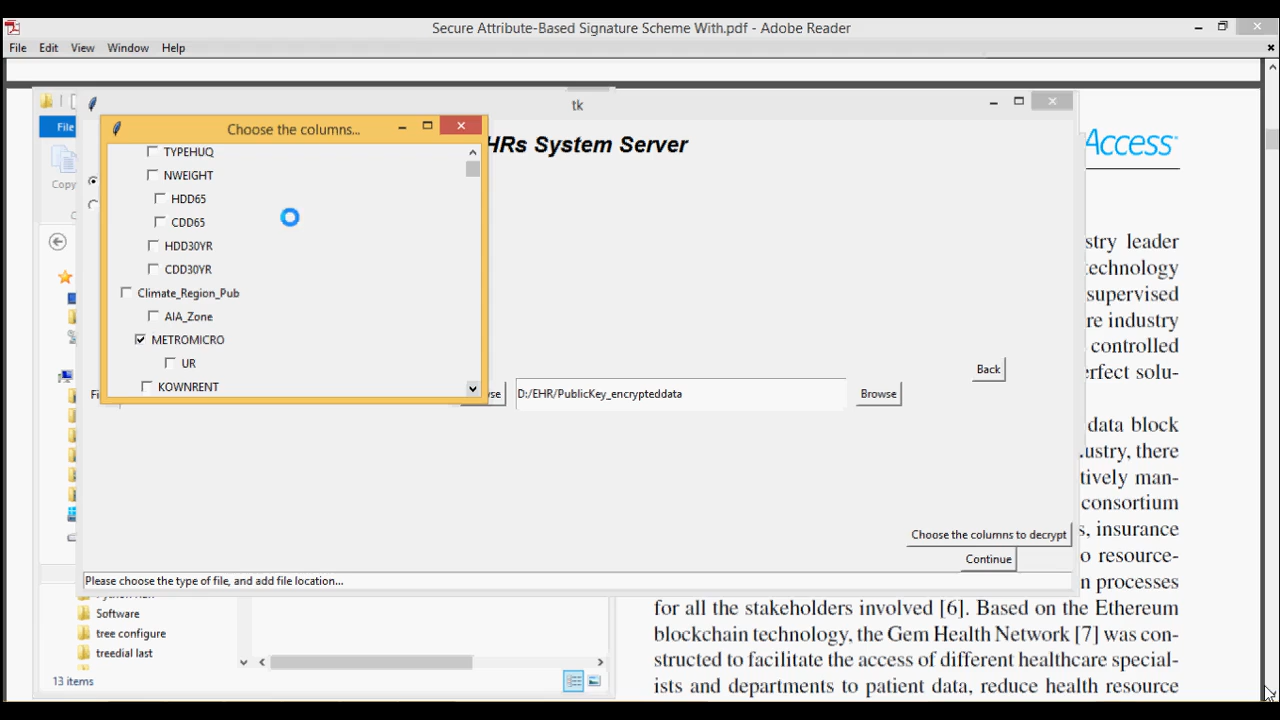 Secure Attribute-Based Signature Scheme With.pdf - Adobe Reader
File Edit View Window Help
tk
File
Choose the columns...
HRs System Server
Access
Copy
TYPEHUQ
NWEIGHT
HDD65
CDD65
HDD30YR
CDD30YR
Climate_Region_Pub
AIA_Zone
METROMICRO
UR
KOWNRENT
Back
Fi
se
D:/EHR/PublicKey_encrypteddata
Browse
Choose the columns to decrypt
Continue
Please choose the type of file, and add file location...
Software
tree configure
treedial last
13 items
stry leader
technology
supervised
re industry
controlled
rfect solu-
data block
ustry, there
tively man-
consortium
s, insurance
o resource-
n processes
for all the stakeholders involved [6]. Based on the Ethereum
blockchain technology, the Gem Health Network [7] was con-
structed to facilitate the access of different healthcare special-
ists and departments to patient data, reduce health resource